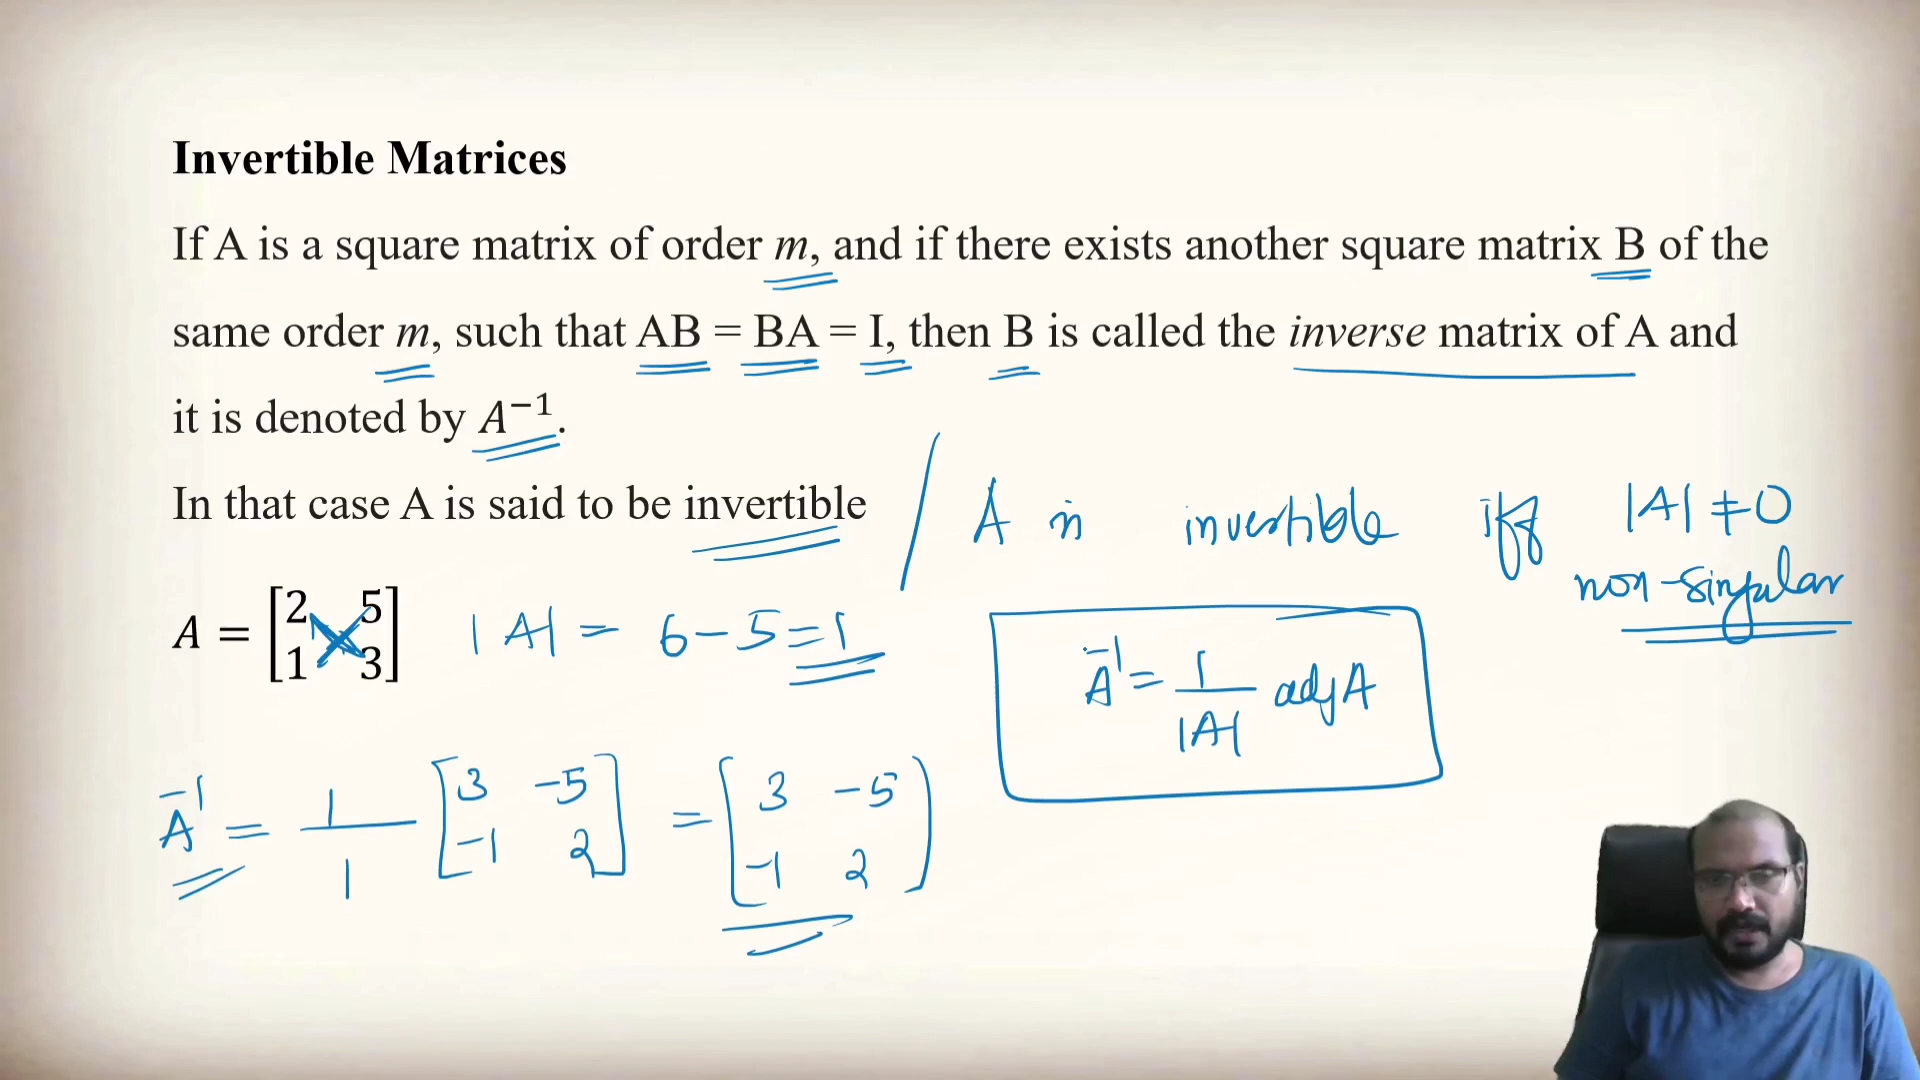 Invertible Matrices
If A is a square matrix of order m, and if there exists another square matrix B of the
same order m, such that AB = BA = I, then B is called the inverse matrix of A and
it is denoted by A⁻¹.
In that case A is said to be invertible / A is invertible iff |A| ≠ 0
non-singular
A = [2 5; 1 3] |A| = 6 - 5 = 1
A⁻¹ = 1/|A| adj A
A⁻¹ = 1/1 [3 -5; -1 2] = [3 -5; -1 2]